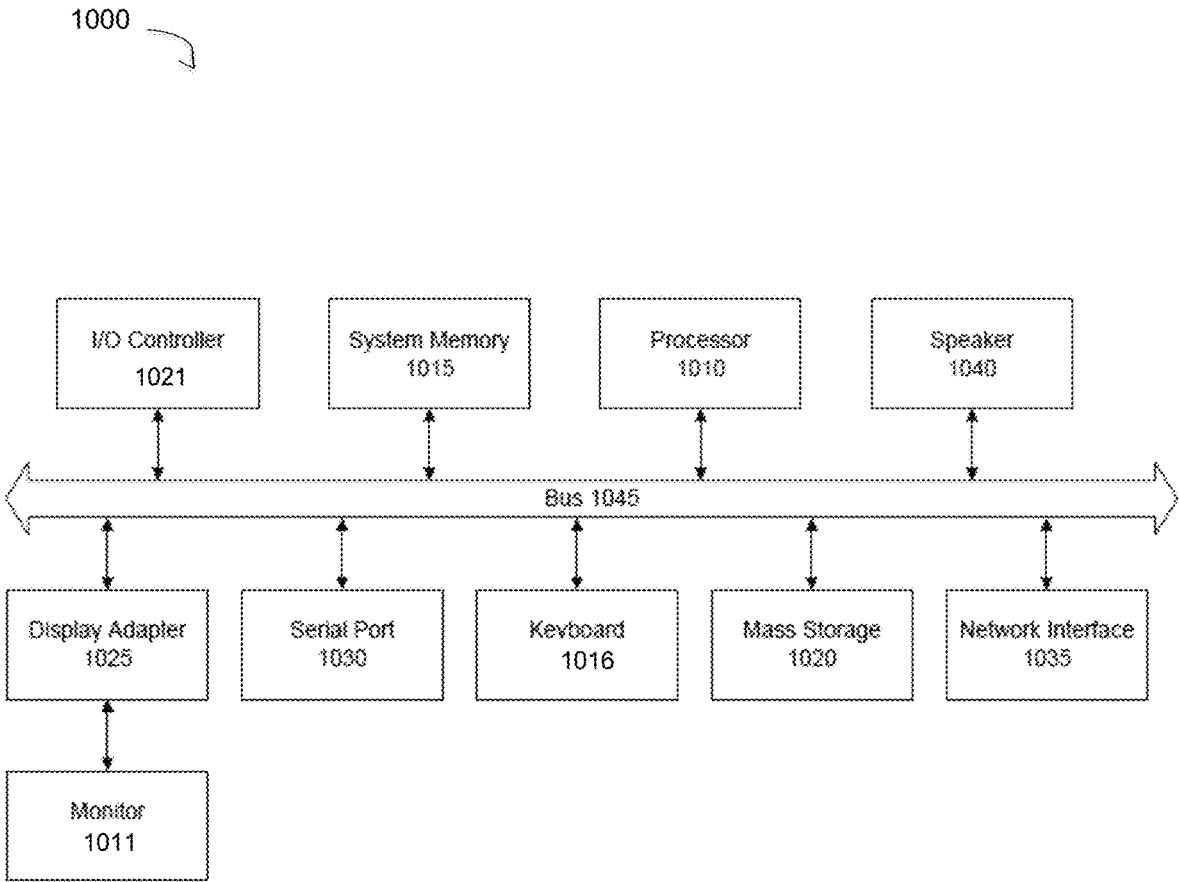 1000
I/O Controller
1021
System Memory
1015
Processor
1010
Speaker
1040
Bus 1045
Display Adapter
1025
Serial Port
1030
Keyboard
1016
Mass Storage
1020
Network Interface
1035
Monitor
1011